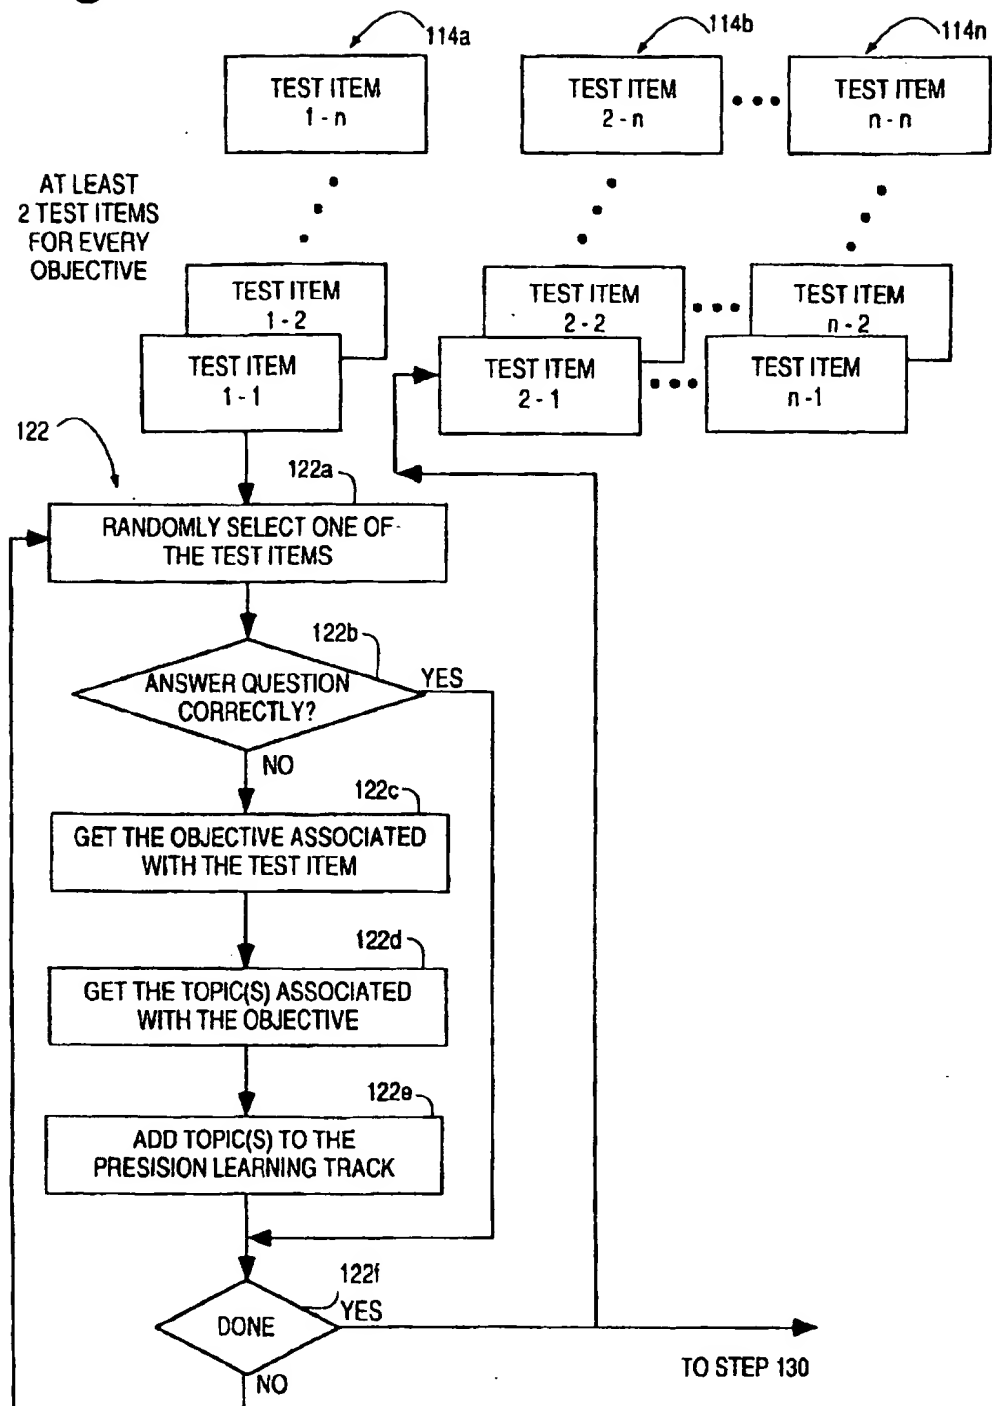 114a
114b
114n
TEST ITEM
1 - n
TEST ITEM
2 - n
TEST ITEM
n - n
AT LEAST
2 TEST ITEMS
FOR EVERY
OBJECTIVE
TEST ITEM
1 - 2
TEST ITEM
2 - 2
TEST ITEM
n - 2
TEST ITEM
1 - 1
TEST ITEM
2 - 1
TEST ITEM
n -1
122
122a
RANDOMLY SELECT ONE OF
THE TEST ITEMS
122b
ANSWER QUESTION
CORRECTLY?
YES
NO
122c
GET THE OBJECTIVE ASSOCIATED
WITH THE TEST ITEM
122d
GET THE TOPIC(S) ASSOCIATED
WITH THE OBJECTIVE
122e
ADD TOPIC(S) TO THE
PRESISION LEARNING TRACK
122f
DONE
YES
TO STEP 130
NO